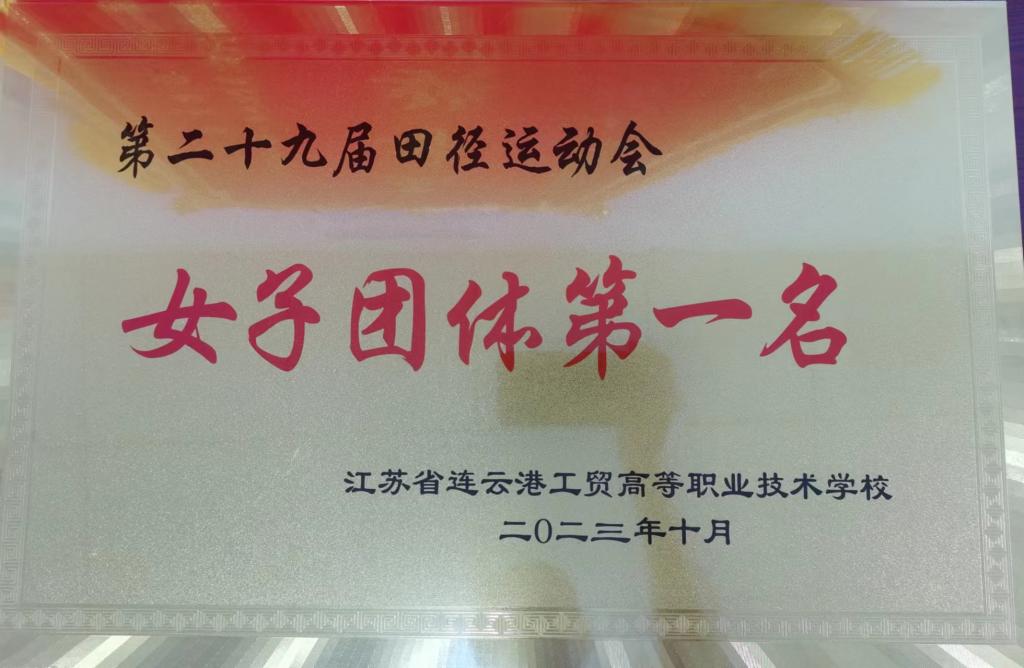 第二十九届田径运动会
女子团体第一名
江苏省连云港工贸高等职业技术学校
二〇二三年十月